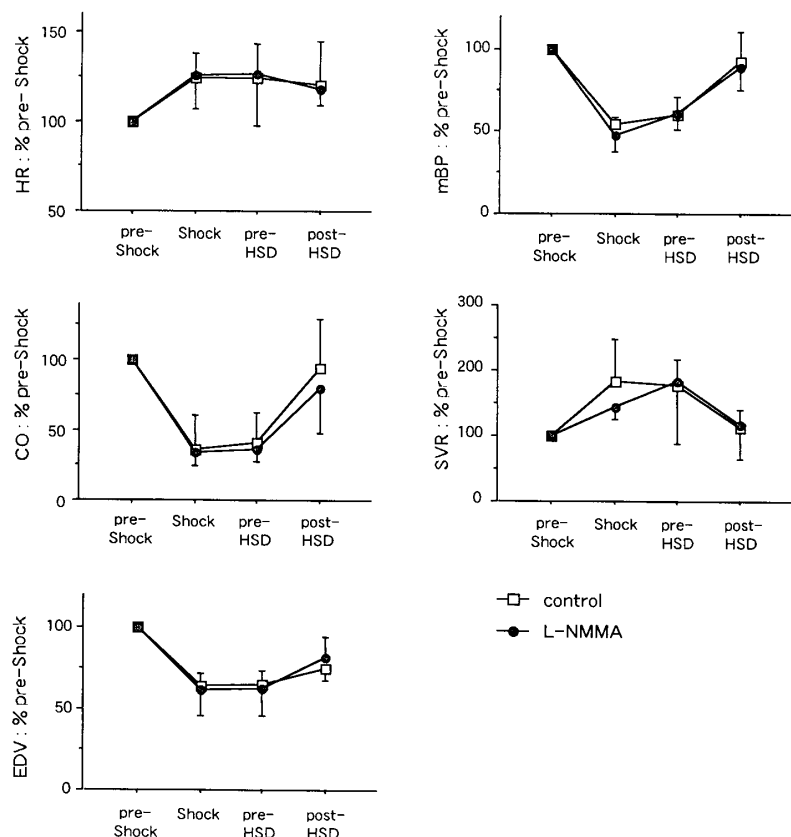 HR : % pre- Shock
150
100
50
pre-
Shock
Shock
pre-
HSD
post-
HSD
mBP : % pre-Shock
100
50
0
pre-
Shock
Shock
pre-
HSD
post-
HSD
CO : % pre-Shock
100
50
0
pre-
Shock
Shock
pre-
HSD
post-
HSD
SVR : % pre-Shock
300
200
100
0
pre-
Shock
Shock
pre-
HSD
post-
HSD
EDV : % pre-Shock
100
50
0
pre-
Shock
Shock
pre-
HSD
post-
HSD
control
L-NMMA